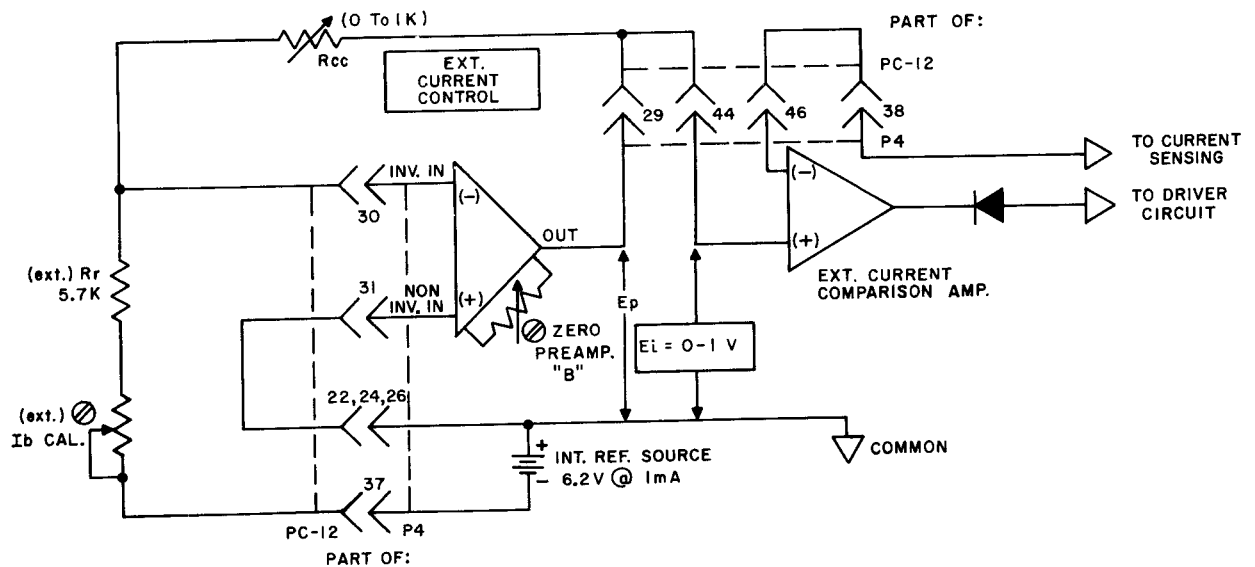 (0 To 1K)
Rcc
EXT.
CURRENT
CONTROL
PART OF:
PC-12
29
44
46
38
P4
TO CURRENT
SENSING
TO DRIVER
CIRCUIT
INV. IN
(-)
30
OUT
(-)
(+)
EXT. CURRENT
COMPARISON AMP.
(ext.) Rr
5.7K
31
NON
INV. IN
(+)
ZERO
PREAMP.
"B"
Ep
Ei = 0-1 V
(ext.)
Ib CAL.
22,24,26
+
-
INT. REF. SOURCE
6.2V @ 1mA
COMMON
37
PC-12
P4
PART OF: